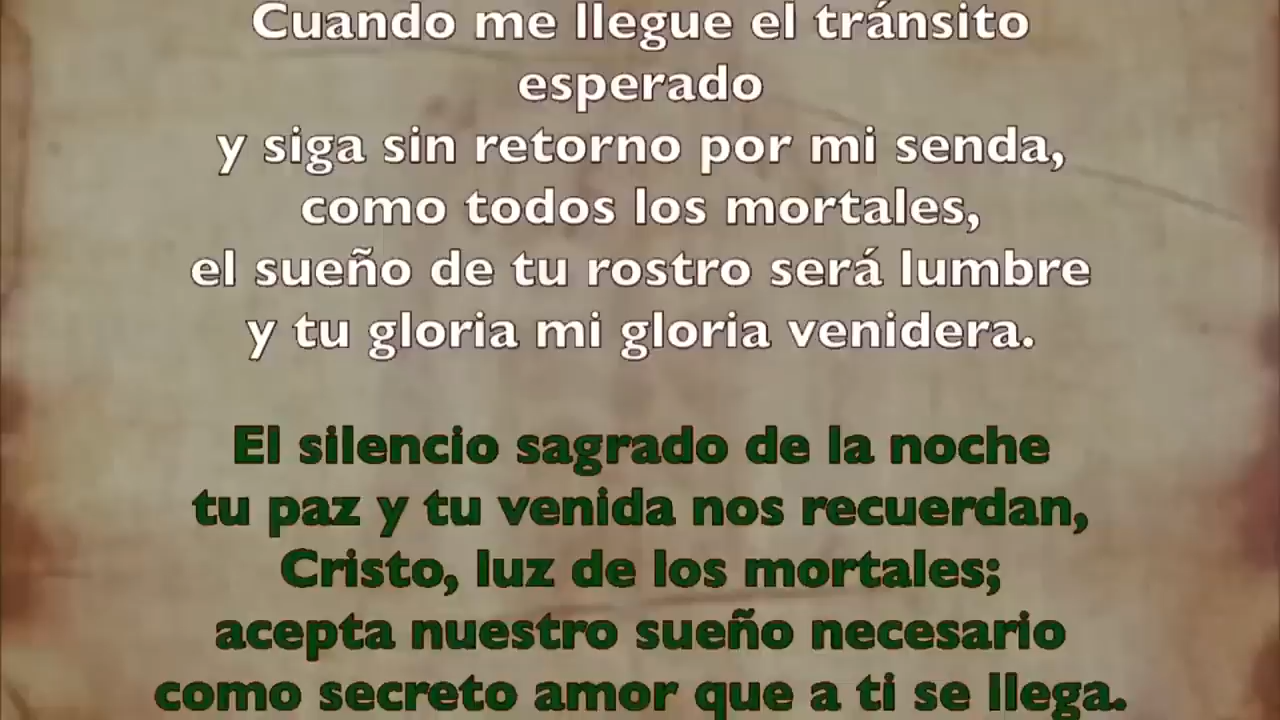 Cuando me llegue el tránsito
esperado
y siga sin retorno por mi senda,
como todos los mortales,
el sueño de tu rostro será lumbre
y tu gloria mi gloria venidera.
El silencio sagrado de la noche
tu paz y tu venida nos recuerdan,
Cristo, luz de los mortales;
acepta nuestro sueño necesario
como secreto amor que a ti se llega.